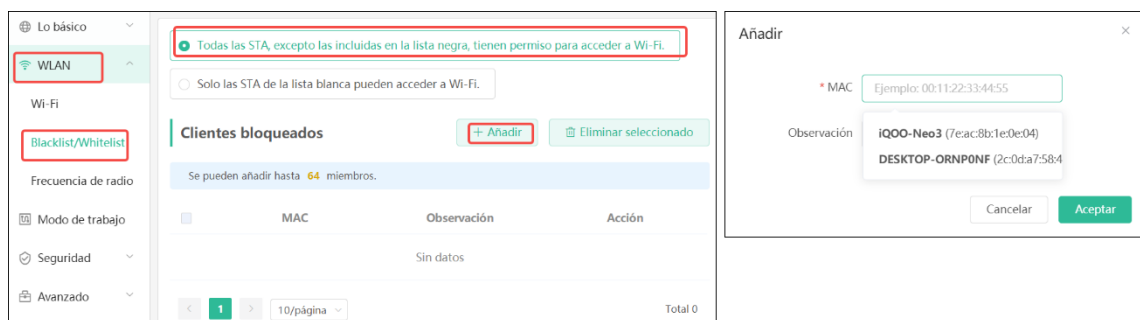 Lo básico
WLAN
Wi-Fi
Blacklist/Whitelist
Frecuencia de radio
Modo de trabajo
Seguridad
Avanzado
Todas las STA, excepto las incluidas en la lista negra, tienen permiso para acceder a Wi-Fi.
Solo las STA de la lista blanca pueden acceder a Wi-Fi.
Clientes bloqueados
+ Añadir
Eliminar seleccionado
Se pueden añadir hasta 64 miembros.
MAC Observación Acción
Sin datos
< 1 > 10/página Total 0
Añadir ×
* MAC Ejemplo: 00:11:22:33:44:55
Observación
iQOO-Neo3 (7e:ac:8b:1e:0e:04)
DESKTOP-ORNP0NF (2c:0d:a7:58:4
Cancelar Aceptar